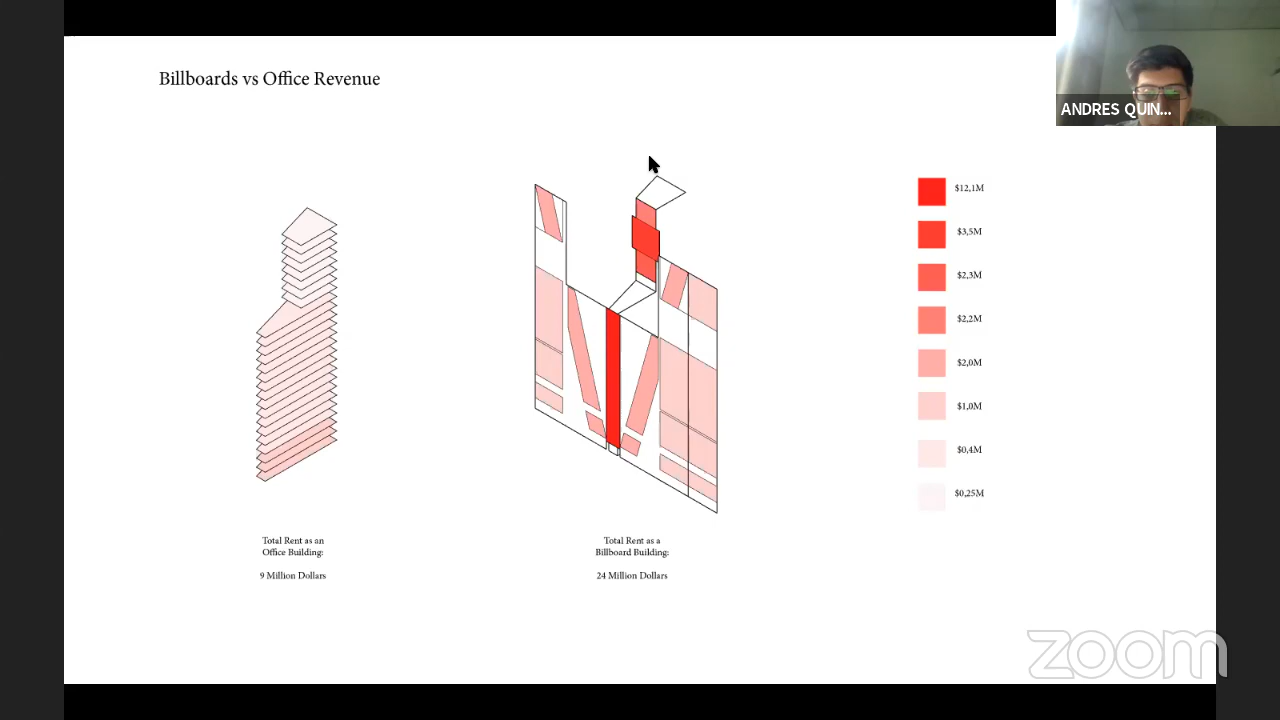 Billboards vs Office Revenue
ANDRES QUIN...
$12,1M
$3,5M
$2,3M
$2,2M
$2,0M
$1,0M
$0,4M
$0,25M
Total Rent as an
Office Building:
9 Million Dollars
Total Rent as a
Billboard Building:
24 Million Dollars
zoom